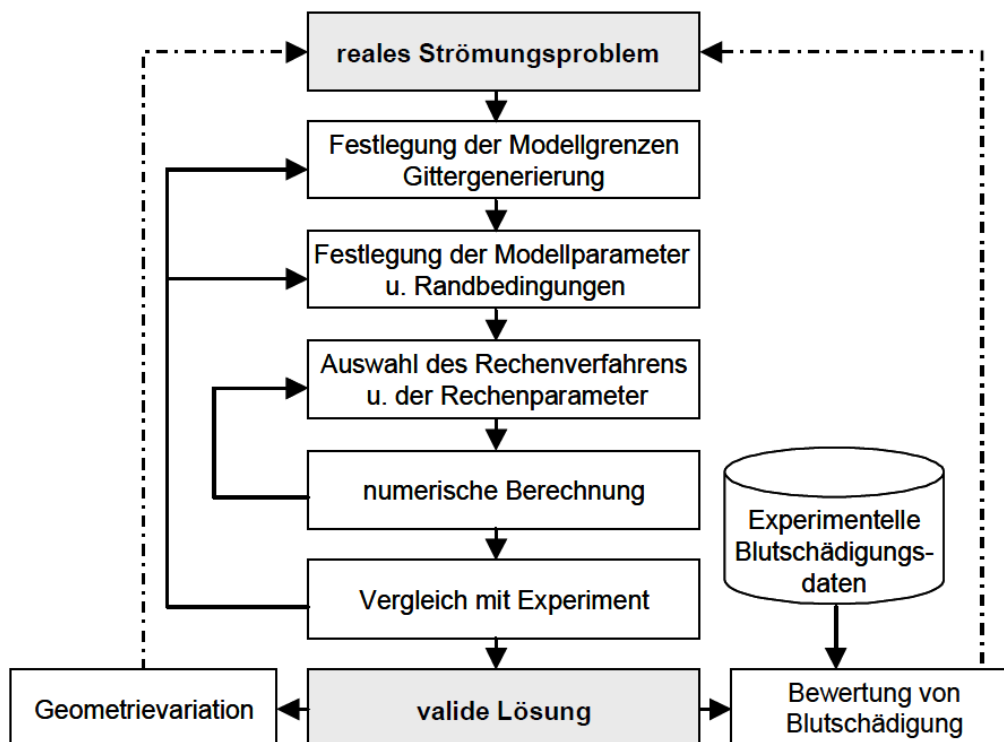 reales Strömungsproblem
Festlegung der Modellgrenzen
Gittergenerierung
Festlegung der Modellparameter
u. Randbedingungen
Auswahl des Rechenverfahrens
u. der Rechenparameter
numerische Berechnung
Experimentelle
Blutschädigungs-
daten
Vergleich mit Experiment
Geometrievariation
valide Lösung
Bewertung von
Blutschädigung